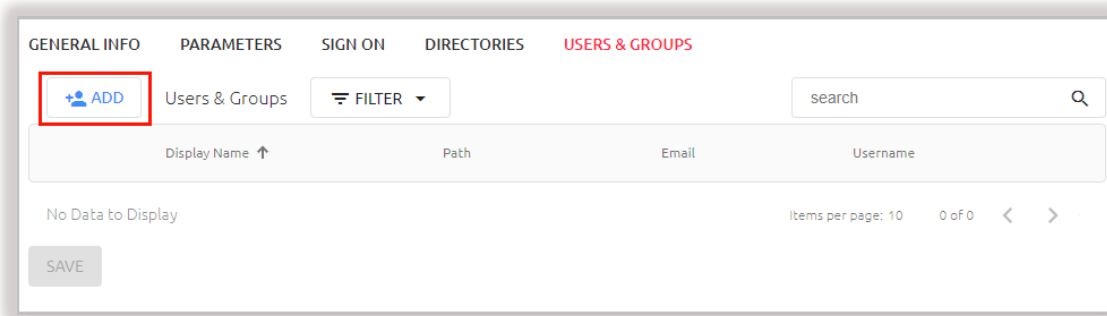 GENERAL INFO PARAMETERS SIGN ON DIRECTORIES USERS & GROUPS
ADD Users & Groups FILTER search
Display Name Path Email Username
No Data to Display Items per page: 10 0 of 0
SAVE